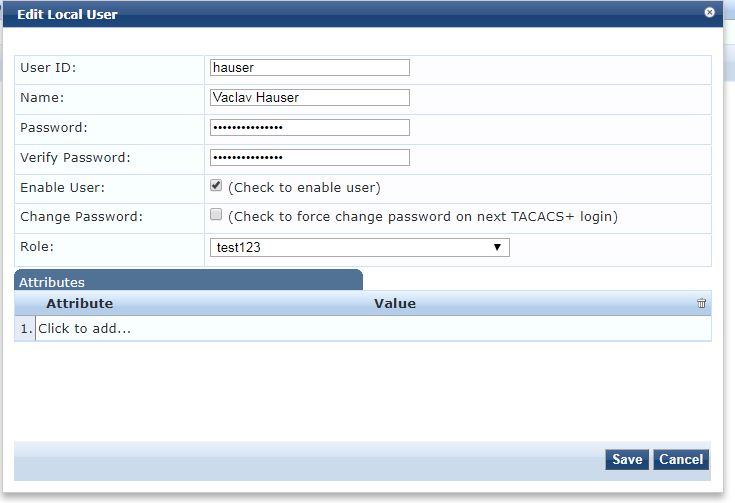 Edit Local User
User ID: hauser
Name: Vaclav Hauser
Password: •••••••••••••••
Verify Password: •••••••••••••••
Enable User: (Check to enable user)
Change Password: (Check to force change password on next TACACS+ login)
Role: test123
Attributes
Attribute Value
1. Click to add...
Save Cancel